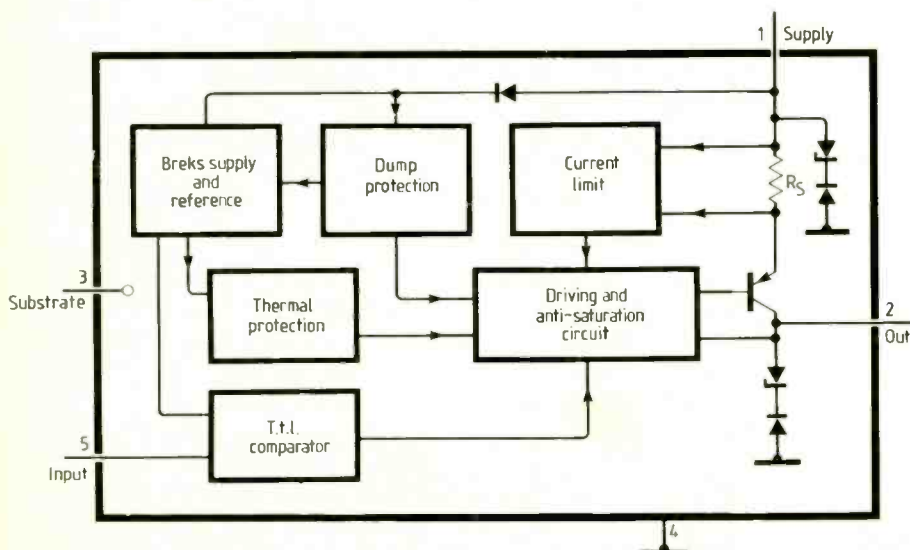 1 Supply
Breks supply
and
reference
Dump
protection
Current
limit
RS
3
Substrate
Thermal
protection
Driving and
anti-saturation
circuit
2
Out
T.t.l.
comparator
5
Input
4